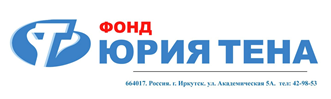 ФОНД
ЮРИЯ ТЕНА
664017. Россия. г. Иркутск. ул. Академическая 5А, тел: 42-98-53